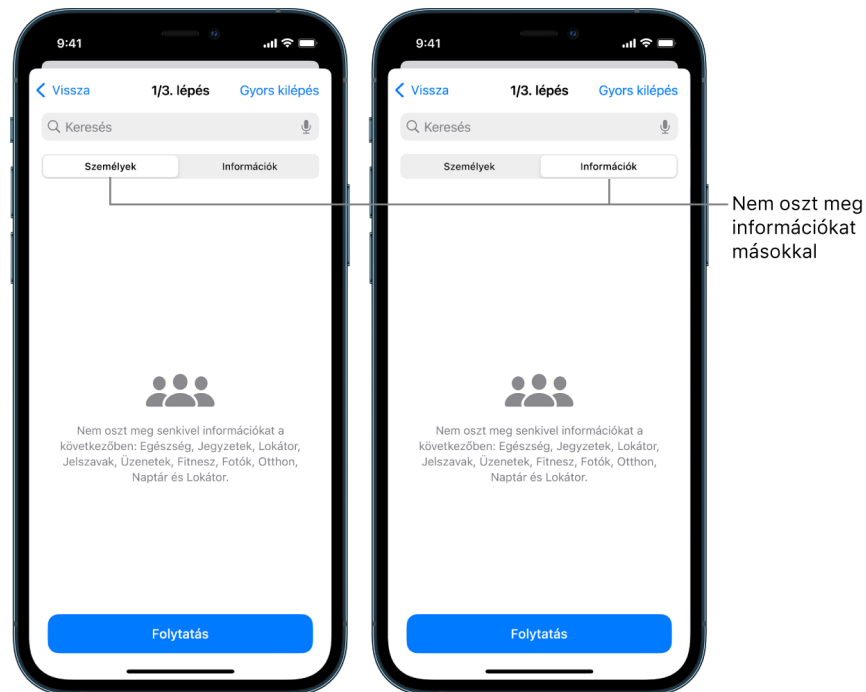 9:41
Vissza 1/3. lépés Gyors kilépés
Keresés
Személyek Információk
Nem oszt meg senkivel információkat a
következőben: Egészség, Jegyzetek, Lokátor,
Jelszavak, Üzenetek, Fitnesz, Fotók, Otthon,
Naptár és Lokátor.
Folytatás
9:41
Vissza 1/3. lépés Gyors kilépés
Keresés
Személyek Információk
Nem oszt meg senkivel információkat a
következőben: Egészség, Jegyzetek, Lokátor,
Jelszavak, Üzenetek, Fitnesz, Fotók, Otthon,
Naptár és Lokátor.
Folytatás
Nem oszt meg
információkat
másokkal